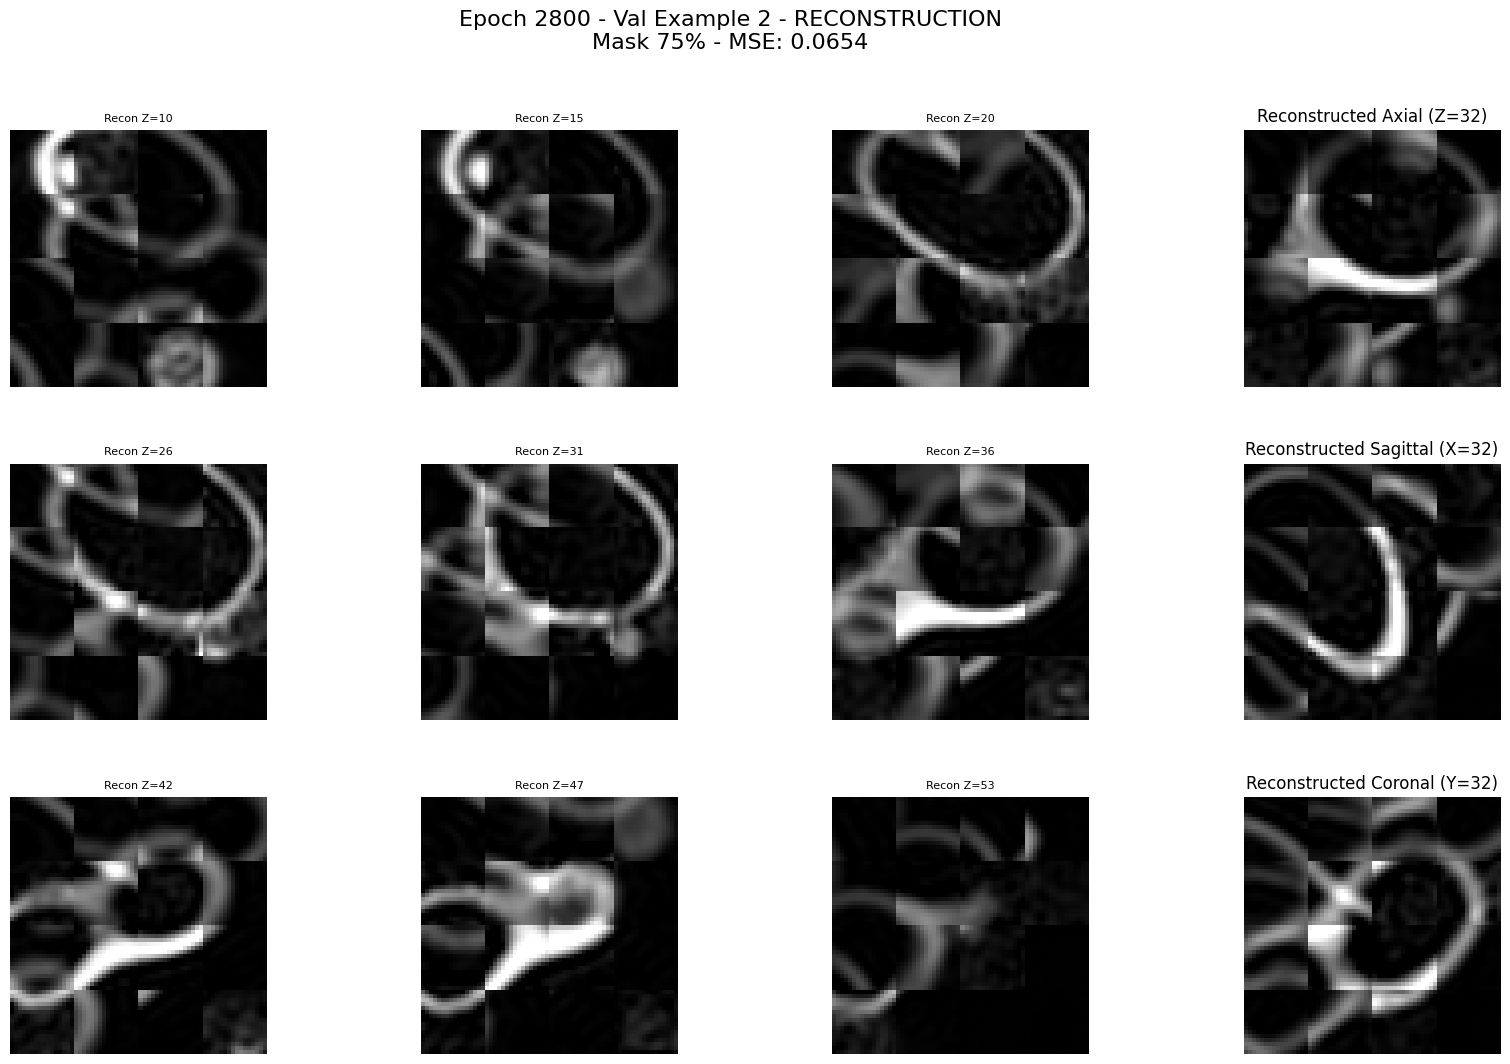 Epoch 2800 - Val Example 2 - RECONSTRUCTION
Mask 75% - MSE: 0.0654
Recon Z=10
Recon Z=15
Recon Z=20
Reconstructed Axial (Z=32)
Recon Z=26
Recon Z=31
Recon Z=36
Reconstructed Sagittal (X=32)
Recon Z=42
Recon Z=47
Recon Z=53
Reconstructed Coronal (Y=32)